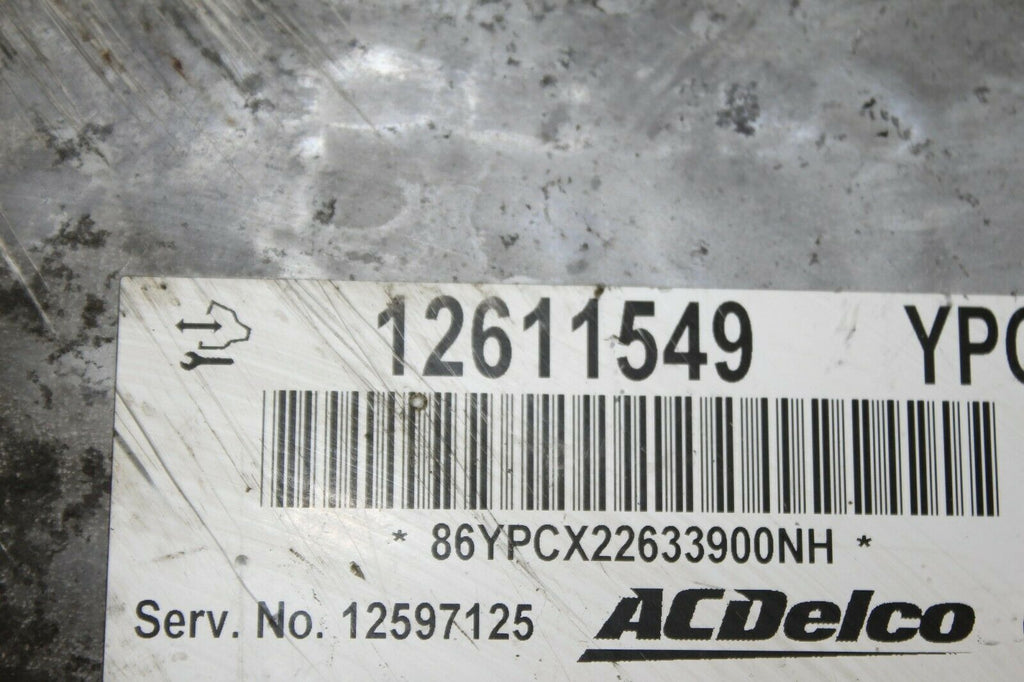 12611549 YPC
* 86YPCX22633900NH *
Serv. No. 12597125 ACDelco